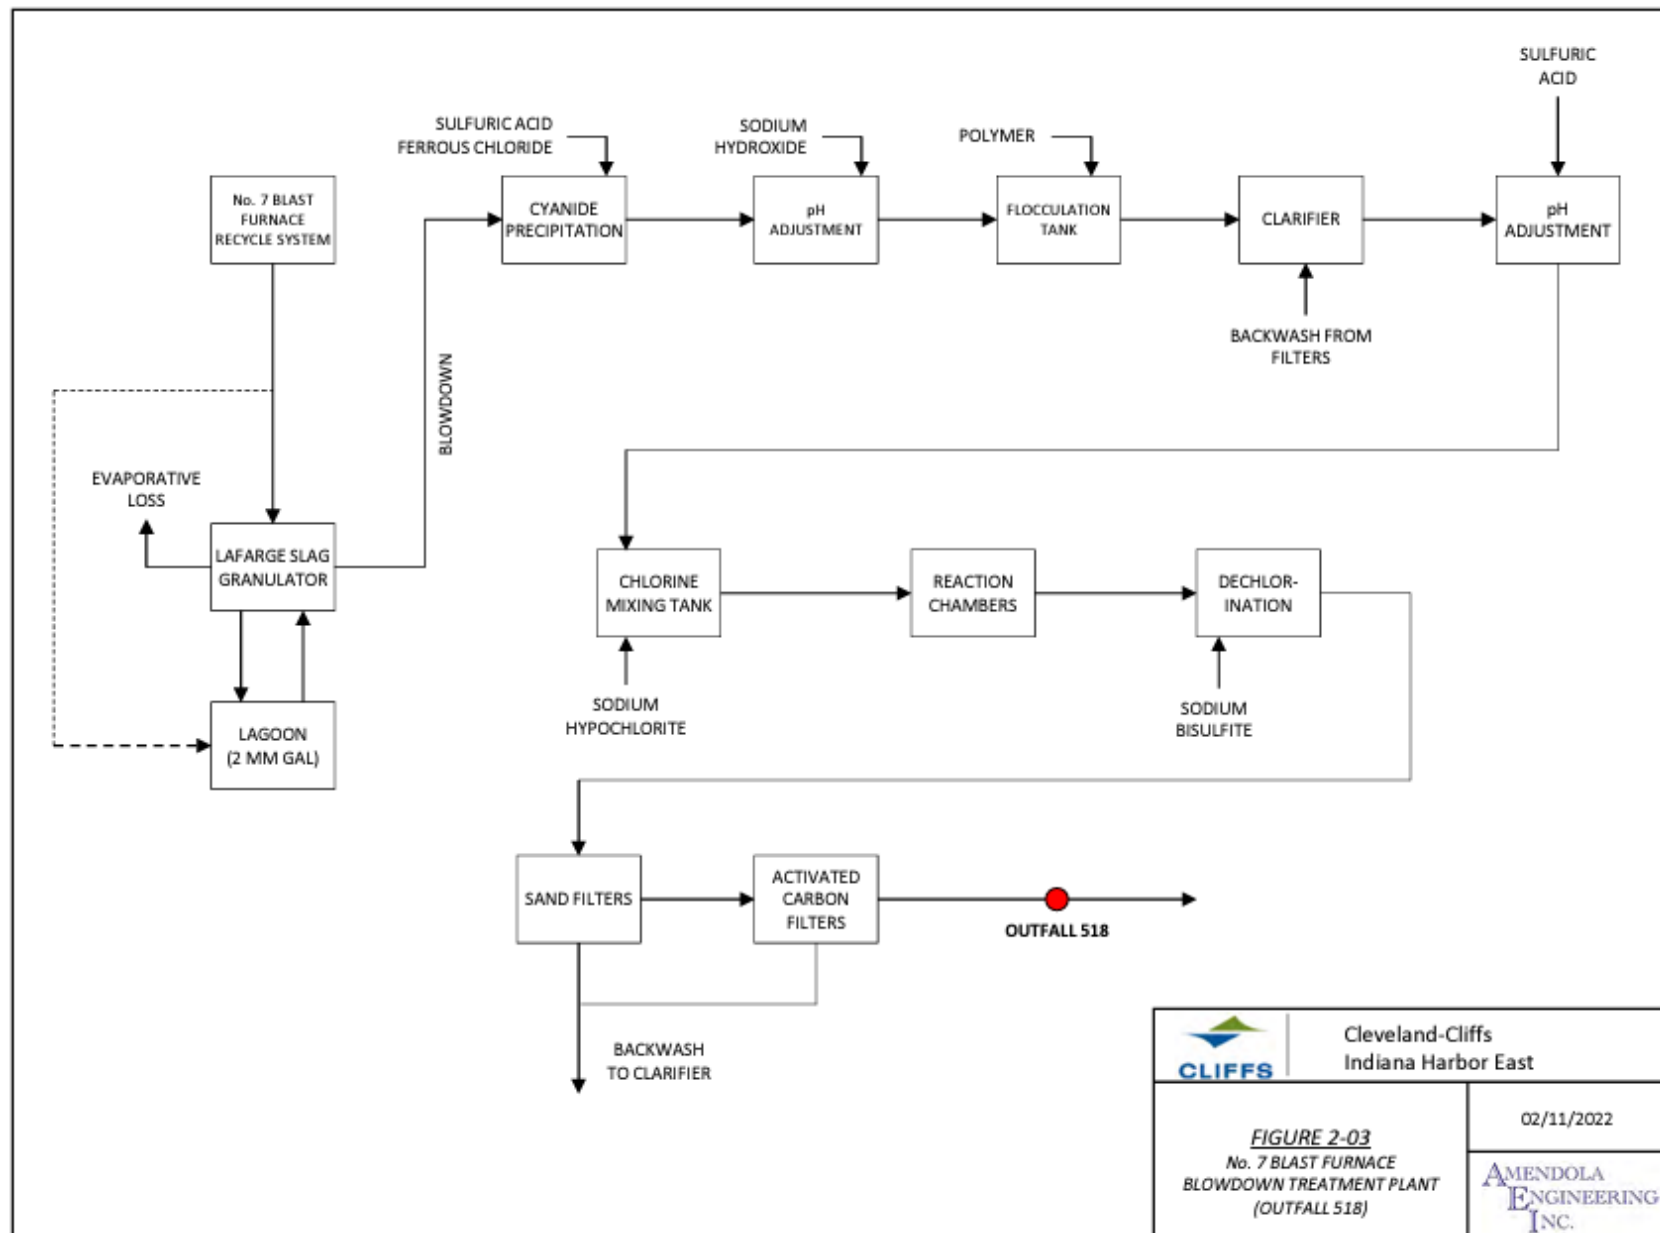 SULFURIC
ACID
SULFURIC ACID
FERROUS CHLORIDE
SODIUM
HYDROXIDE
POLYMER
No. 7 BLAST
FURNACE
RECYCLE SYSTEM
CYANIDE
PRECIPITATION
pH
ADJUSTMENT
FLOCCULATION
TANK
CLARIFIER
pH
ADJUSTMENT
BACKWASH FROM
FILTERS
BLOWDOWN
EVAPORATIVE
LOSS
LAFARGE SLAG
GRANULATOR
CHLORINE
MIXING TANK
REACTION
CHAMBERS
DECHLOR-
INATION
SODIUM
HYPOCHLORITE
SODIUM
BISULFITE
LAGOON
(2 MM GAL)
SAND FILTERS
ACTIVATED
CARBON
FILTERS
OUTFALL 518
BACKWASH
TO CLARIFIER
CLIFFS
Cleveland-Cliffs
Indiana Harbor East
FIGURE 2-03
No. 7 BLAST FURNACE
BLOWDOWN TREATMENT PLANT
(OUTFALL 518)
02/11/2022
AMENDOLA
ENGINEERING
INC.